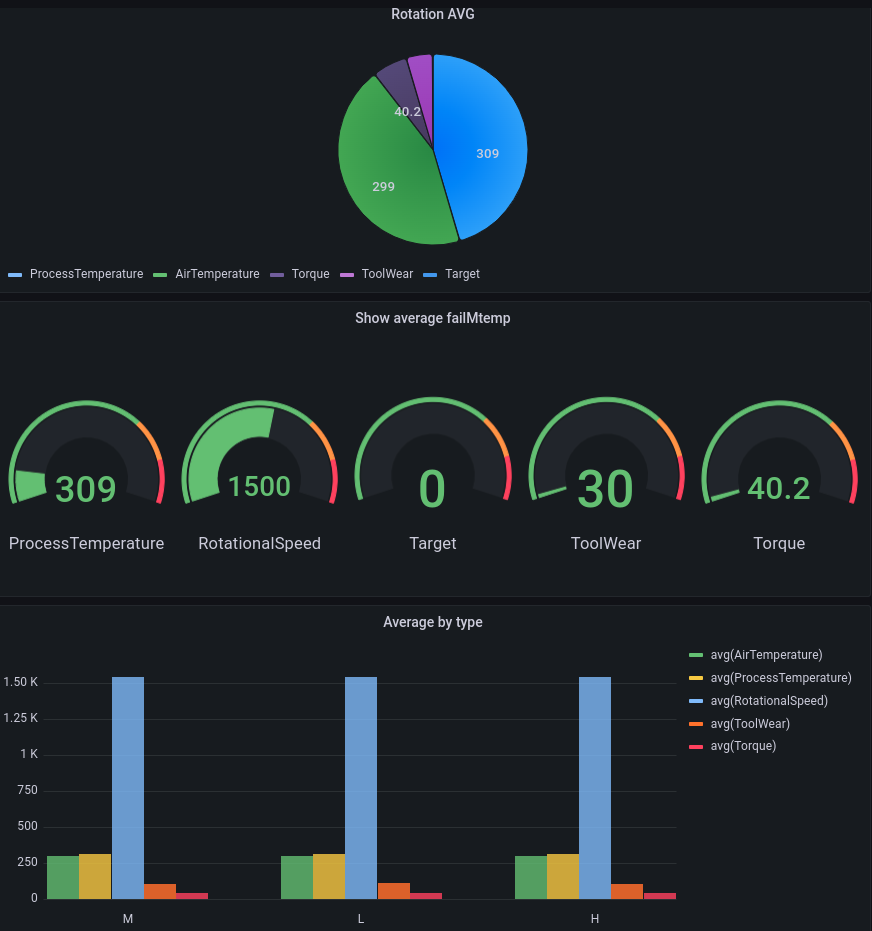 Rotation AVG
40.2
309
299
ProcessTemperature AirTemperature Torque ToolWear Target
Show average failMtemp
309 1500 0 30 40.2
ProcessTemperature RotationalSpeed Target ToolWear Torque
Average by type
avg(AirTemperature)
avg(ProcessTemperature)
avg(RotationalSpeed)
avg(ToolWear)
avg(Torque)
1.50 K
1.25 K
1 K
750
500
250
0
M L H